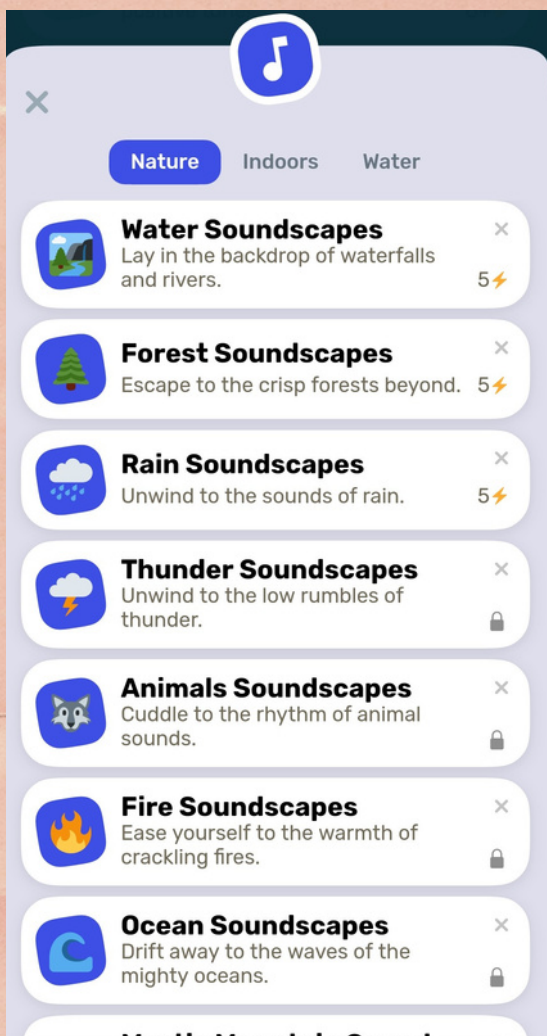 Nature Indoors Water
Water Soundscapes
Lay in the backdrop of waterfalls
and rivers.
5
Forest Soundscapes
Escape to the crisp forests beyond. 5
Rain Soundscapes
Unwind to the sounds of rain. 5
Thunder Soundscapes
Unwind to the low rumbles of
thunder.
Animals Soundscapes
Cuddle to the rhythm of animal
sounds.
Fire Soundscapes
Ease yourself to the warmth of
crackling fires.
Ocean Soundscapes
Drift away to the waves of the
mighty oceans.